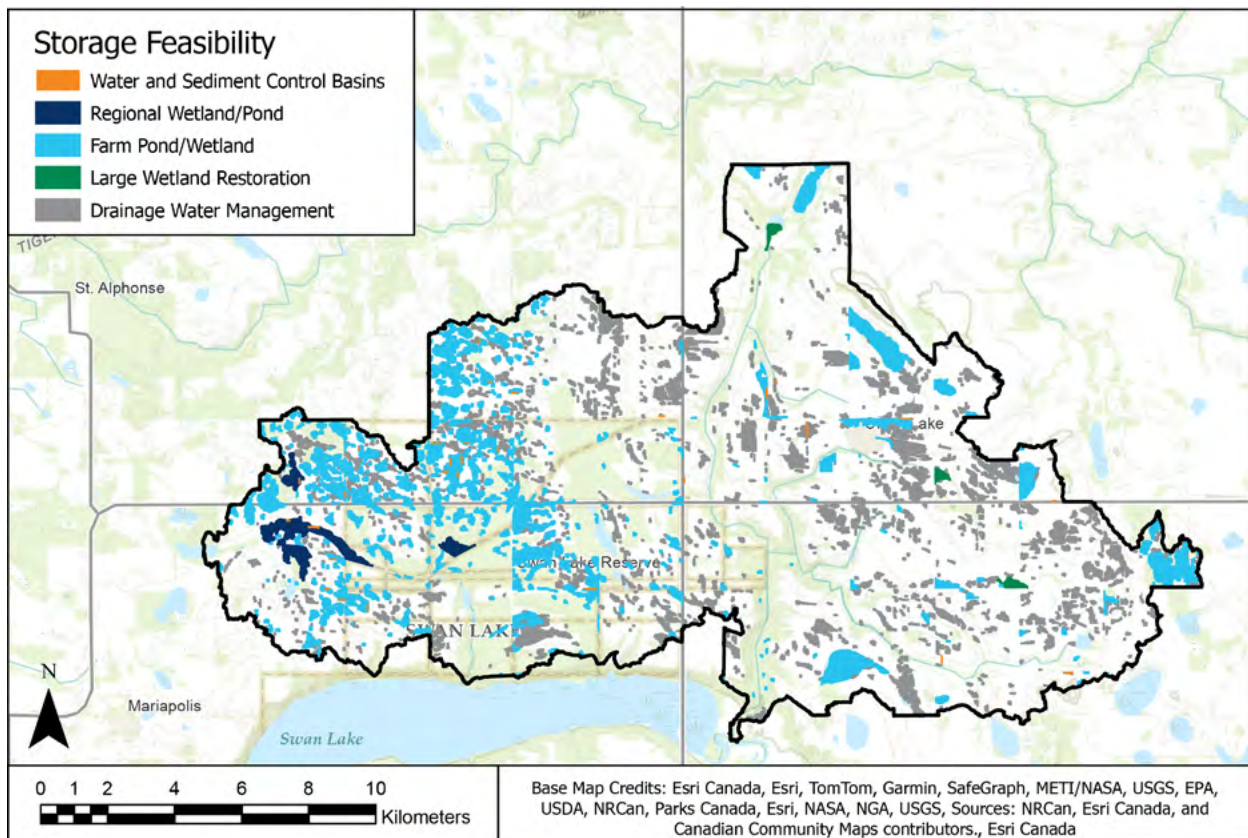 Storage Feasibility
Water and Sediment Control Basins
Regional Wetland/Pond
Farm Pond/Wetland
Large Wetland Restoration
Drainage Water Management
TIGE
St. Alphonse
Lake
Swan Lake Reserve
SWAN LAKE
N
Mariapolis
Swan Lake
0 1 2 4 6 8 10
Kilometers
Base Map Credits: Esri Canada, Esri, TomTom, Garmin, SafeGraph, METI/NASA, USGS, EPA,
USDA, NRCan, Parks Canada, Esri, NASA, NGA, USGS, Sources: NRCan, Esri Canada, and
Canadian Community Maps contributors., Esri Canada